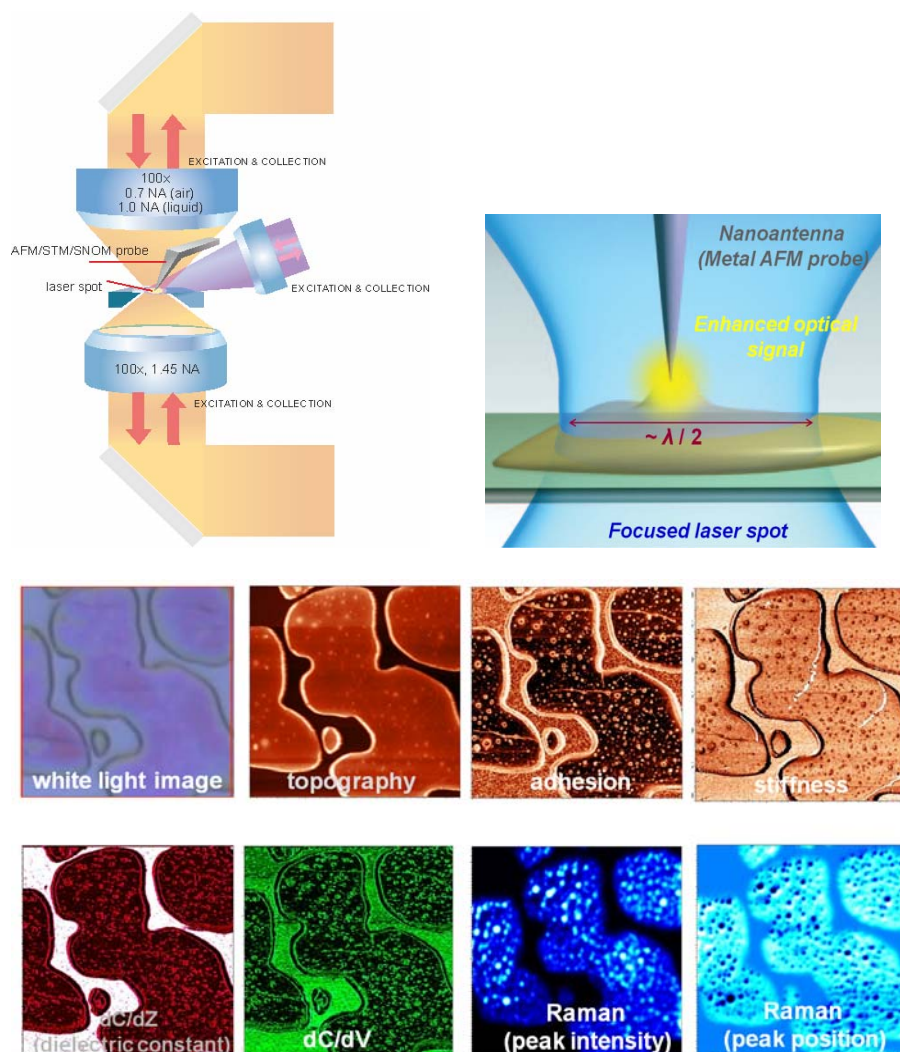 EXCITATION & COLLECTION
100x
0.7 NA (air)
1.0 NA (liquid)
AFM/STM/SNOM probe
laser spot
EXCITATION & COLLECTION
100x, 1.45 NA
EXCITATION & COLLECTION
Nanoantenna
(Metal AFM probe)
Enhanced optical
signal
~ λ / 2
Focused laser spot
white light image
topography
adhesion
stiffness
dC/dZ
(dielectric constant)
dC/dV
Raman
(peak intensity)
Raman
(peak position)